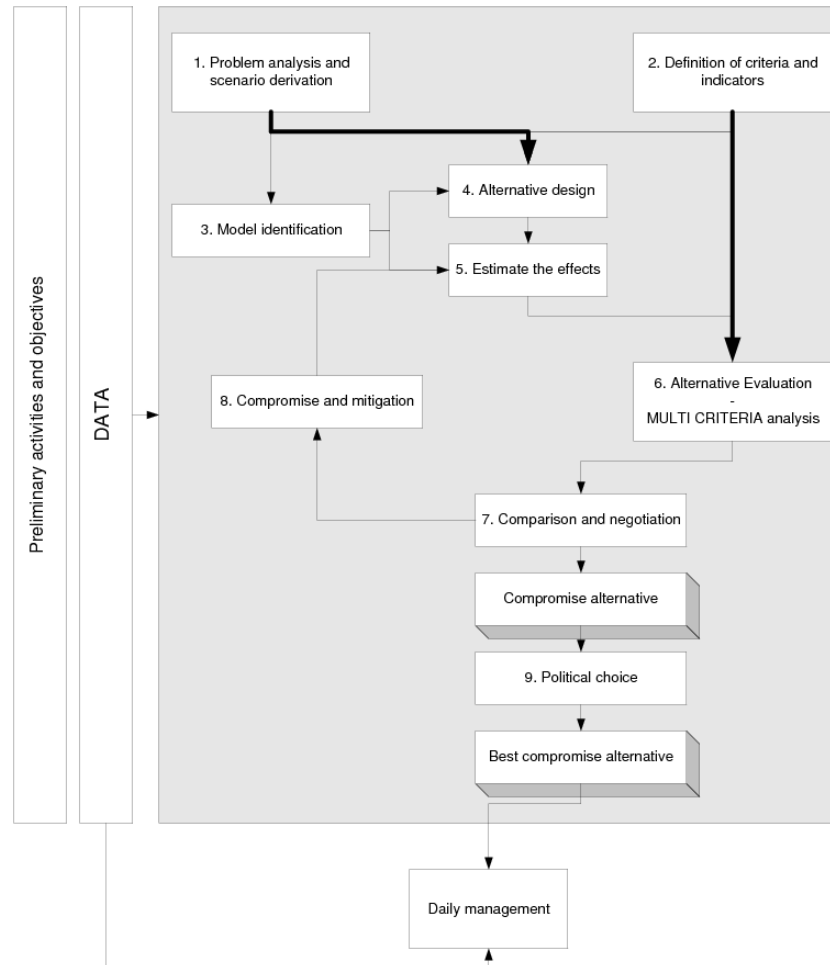 Preliminary activities and objectives
DATA
1. Problem analysis and
scenario derivation
2. Definition of criteria and
indicators
3. Model identification
4. Alternative design
5. Estimate the effects
6. Alternative Evaluation
-
MULTI CRITERIA analysis
8. Compromise and mitigation
7. Comparison and negotiation
Compromise alternative
9. Political choice
Best compromise alternative
Daily management